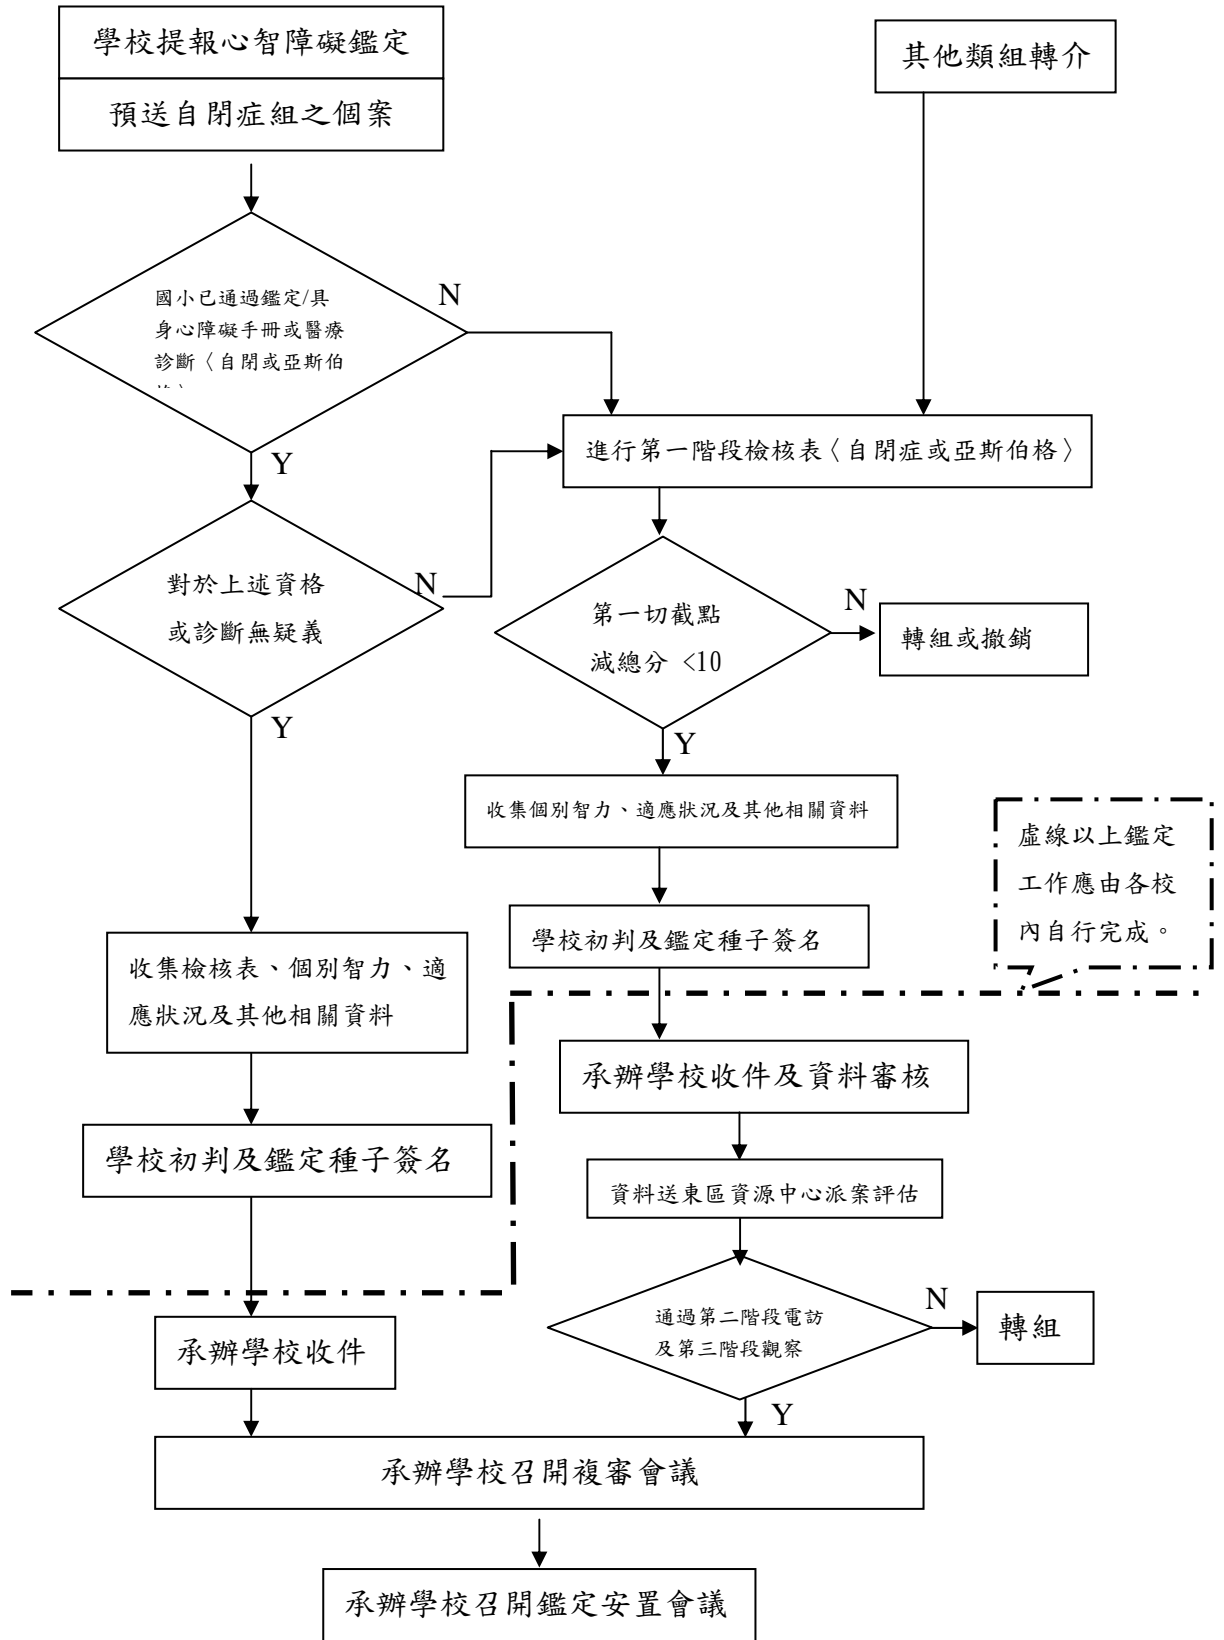 學校提報心智障礙鑑定
預送自閉症組之個案
其他類組轉介
國小已通過鑑定/具
身心障礙手冊或醫療
診斷〈自閉或亞斯伯
N
Y
進行第一階段檢核表〈自閉症或亞斯伯格〉
對於上述資格
或診斷無疑義
N
Y
第一切截點
減總分 <10
N
轉組或撤銷
Y
收集個別智力、適應狀況及其他相關資料
虛線以上鑑定
工作應由各校
內自行完成。
學校初判及鑑定種子簽名
收集檢核表、個別智力、適
應狀況及其他相關資料
承辦學校收件及資料審核
學校初判及鑑定種子簽名
資料送東區資源中心派案評估
通過第二階段電訪
及第三階段觀察
N
轉組
Y
承辦學校收件
承辦學校召開複審會議
承辦學校召開鑑定安置會議